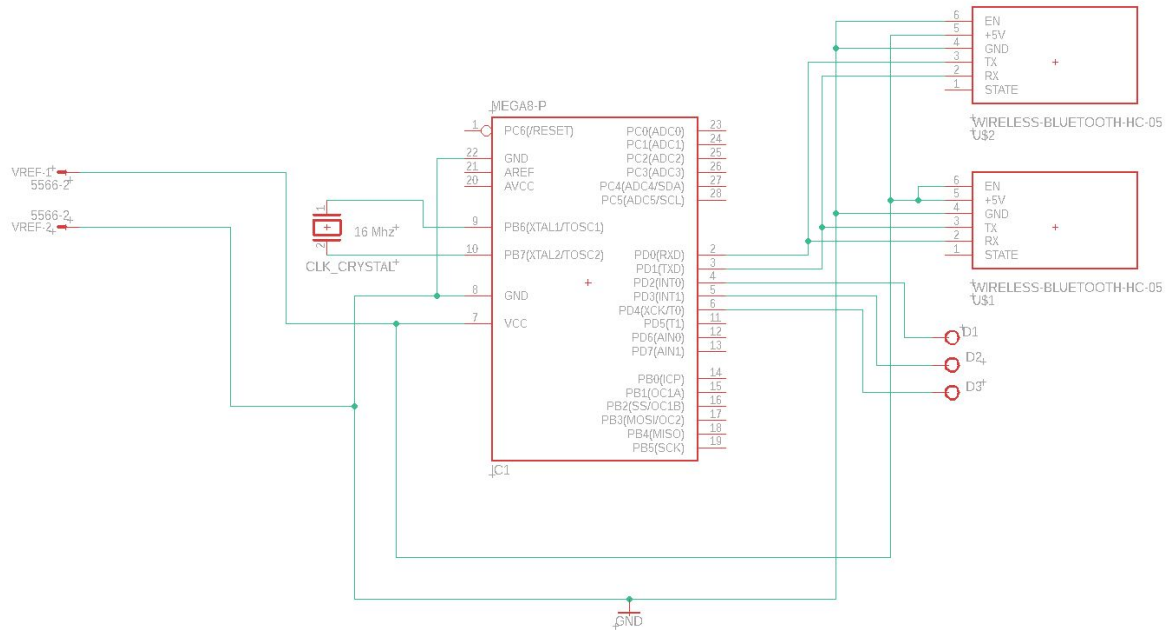 VREF-1
5566-2
5566-2
VREF-2
1
2
16 Mhz
CLK_CRYSTAL
MEGA8-P
1 PC6(/RESET)
22 GND
21 AREF
20 AVCC
9 PB6(XTAL1/TOSC1)
10 PB7(XTAL2/TOSC2)
8 GND
7 VCC
PC0(ADC0) 23
PC1(ADC1) 24
PC2(ADC2) 25
PC3(ADC3) 26
PC4(ADC4/SDA) 27
PC5(ADC5/SCL) 28
PD0(RXD) 2
PD1(TXD) 3
PD2(INT0) 4
PD3(INT1) 5
PD4(XCK/T0) 6
PD5(T1) 11
PD6(AIN0) 12
PD7(AIN1) 13
PB0(ICP) 14
PB1(OC1A) 15
PB2(SS/OC1B) 16
PB3(MOSI/OC2) 17
PB4(MISO) 18
PB5(SCK) 19
IC1
6 EN
5 +5V
4 GND
3 TX
2 RX
1 STATE
WIRELESS-BLUETOOTH-HC-05
U$2
6 EN
5 +5V
4 GND
3 TX
2 RX
1 STATE
WIRELESS-BLUETOOTH-HC-05
U$1
D1
D2
D3
GND